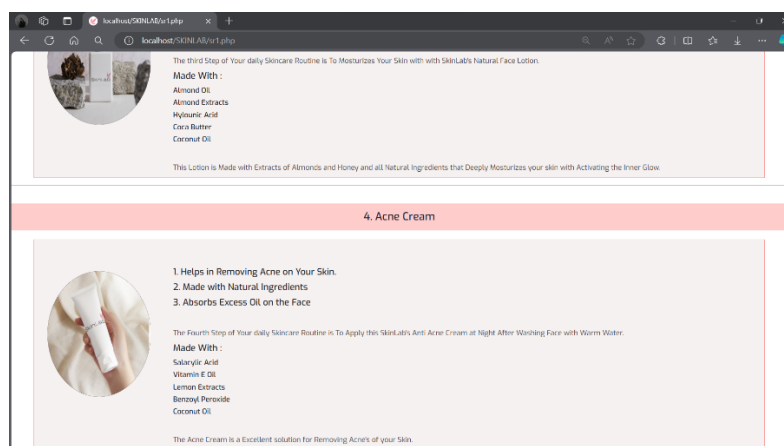 localhost/SKINLAB/sr1.php
localhost/SKINLAB/sr1.php
The third Step of Your daily Skincare Routine is To Mosturizes Your Skin with with SkinLab's Natural Face Lotion.
Made With :
Almond Oil
Almond Extracts
Hylounic Acid
Coca Butter
Coconut Oil
This Lotion is Made with Extracts of Almonds and Honey and all Natural Ingredients that Deeply Mosturizes your skin with Activating the Inner Glow.
4. Acne Cream
1. Helps in Removing Acne on Your Skin.
2. Made with Natural Ingredients
3. Absorbs Excess Oil on the Face
The Fourth Step of Your daily Skincare Routine is To Apply this SkinLab's Anti Acne Cream at Night After Washing Face with Warm Water.
Made With :
Salacylic Acid
Vitamin E Oil
Lemon Extracts
Benzoyl Peroxide
Coconut Oil
The Acne Cream is a Excellent solution for Removing Acne's of your Skin.